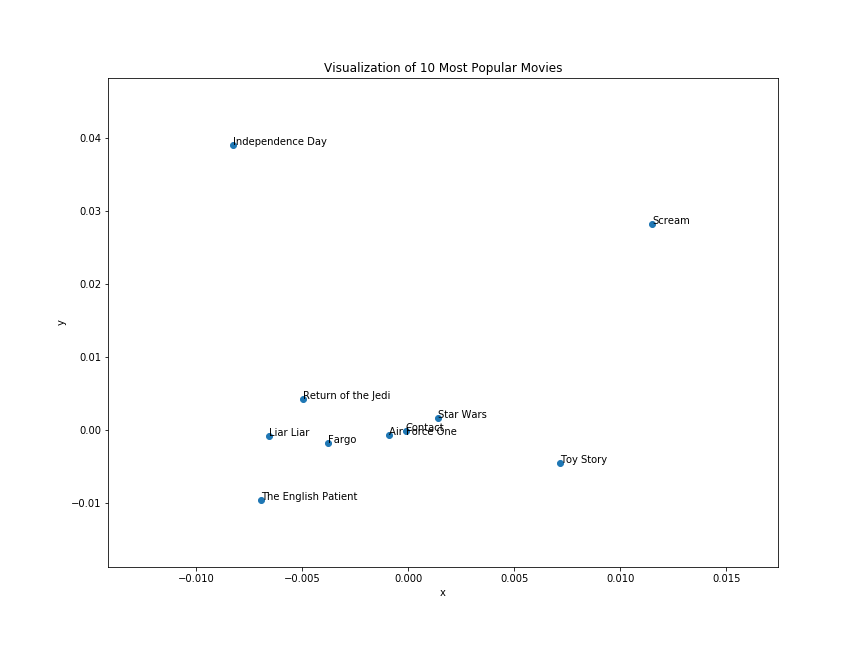 Visualization of 10 Most Popular Movies
0.04
Independence Day
0.03
Scream
0.02
y
0.01
Return of the Jedi
Star Wars
0.00
Contact
Air Force One
Liar Liar
Fargo
Toy Story
The English Patient
−0.01
−0.010 −0.005 0.000 0.005 0.010 0.015
x